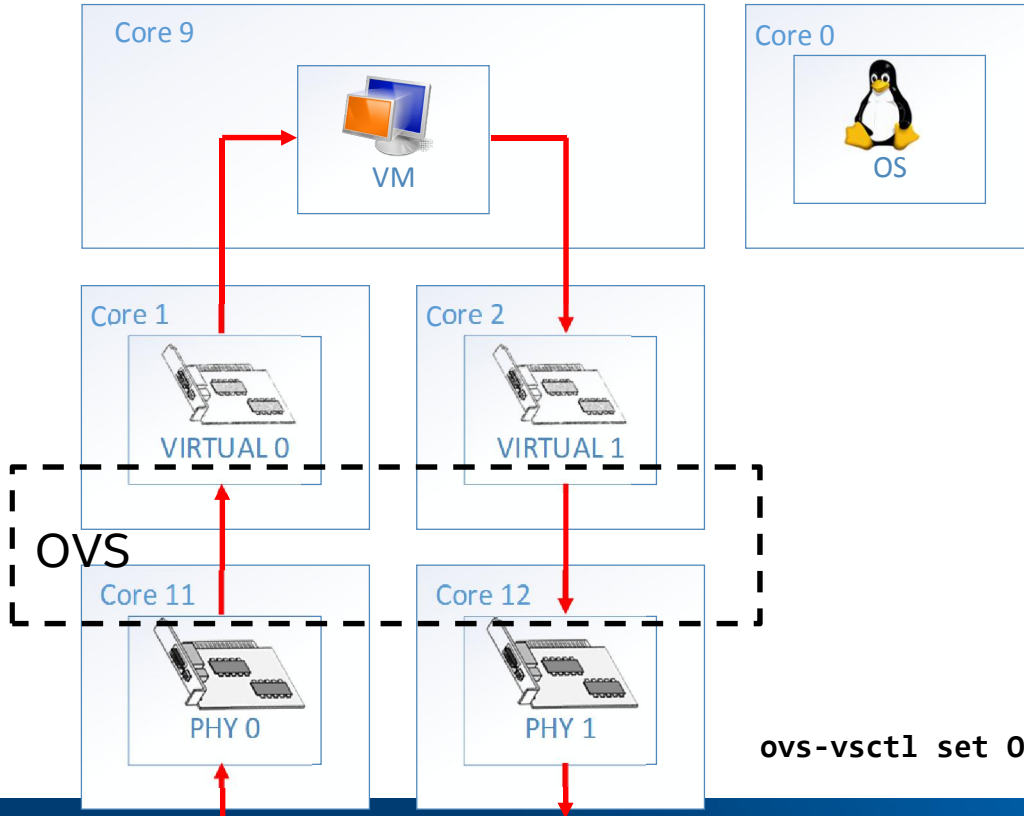 Core 9
Core 0
VM
OS
Core 1
Core 2
VIRTUAL 0
VIRTUAL 1
OVS
Core 11
Core 12
PHY 0
PHY 1
ovs-vsctl set O